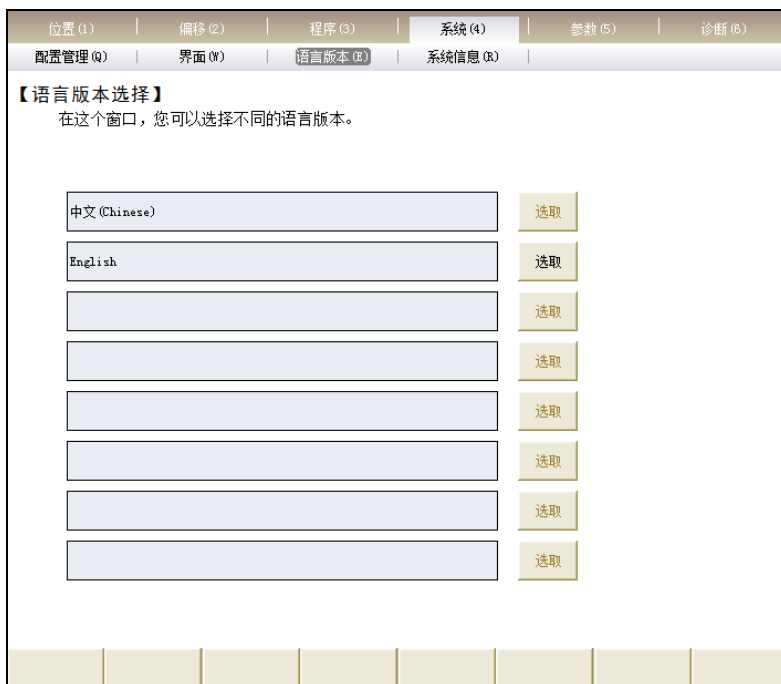 位置(1) 偏移(2) 程序(3) 系统(4) 参数(5) 诊断(6)
配置管理(Q) 界面(W) 语言版本(E) 系统信息(R)
【语言版本选择】
在这个窗口，您可以选择不同的语言版本。
中文(Chinese) 选取
English 选取
选取
选取
选取
选取
选取
选取